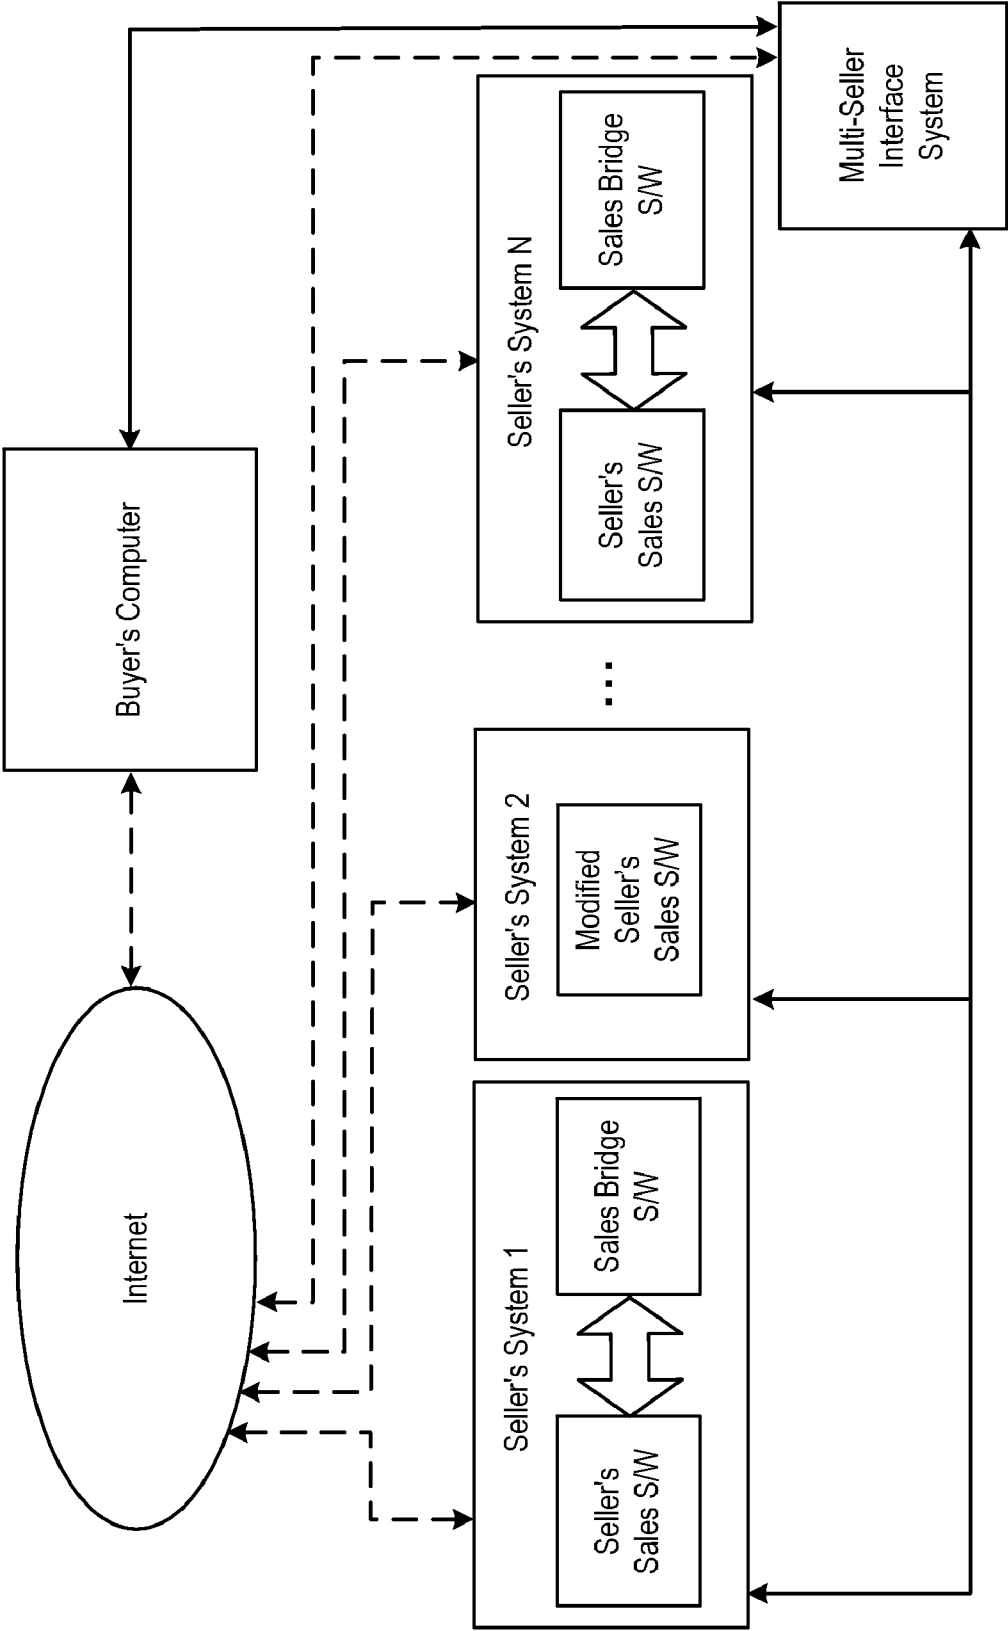 Internet
Buyer's Computer
Seller's System 1
Seller's
Sales S/W
Sales Bridge
S/W
Seller's System 2
Modified
Seller's
Sales S/W
...
Seller's System N
Seller's
Sales S/W
Sales Bridge
S/W
Multi-Seller
Interface
System